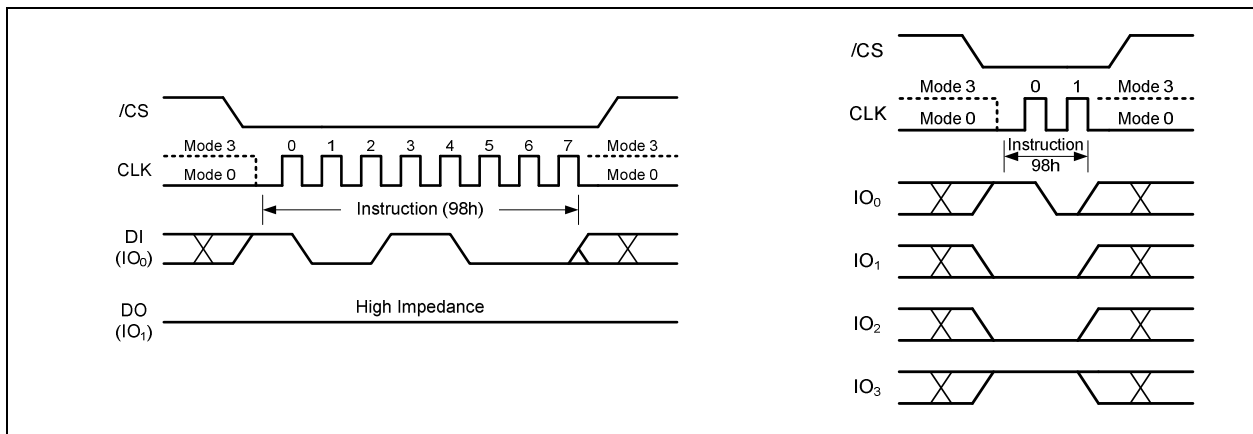 /CS
Mode 3 0 1 2 3 4 5 6 7 Mode 3
CLK Mode 0 Mode 0
Instruction (98h)
DI
(IO₀)
High Impedance
DO
(IO₁)
/CS
Mode 3 0 1 Mode 3
CLK Mode 0 Mode 0
Instruction
98h
IO₀
IO₁
IO₂
IO₃